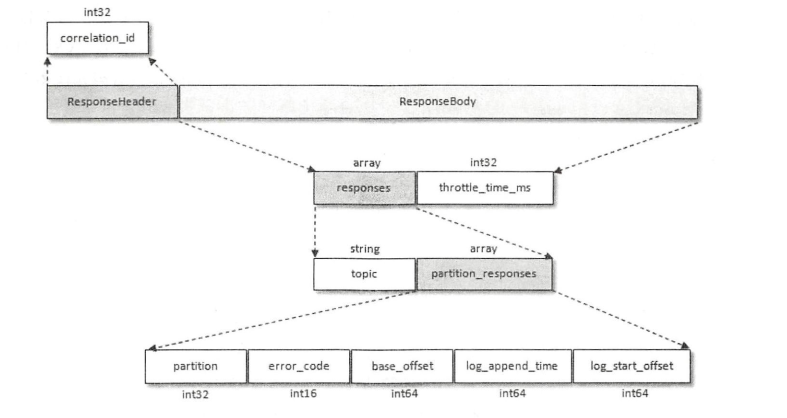 int32
correlation_id
ResponseHeader
ResponseBody
array
int32
responses
throttle_time_ms
string
array
topic
partition_responses
partition
error_code
base_offset
log_append_time
log_start_offset
int32
int16
int64
int64
int64